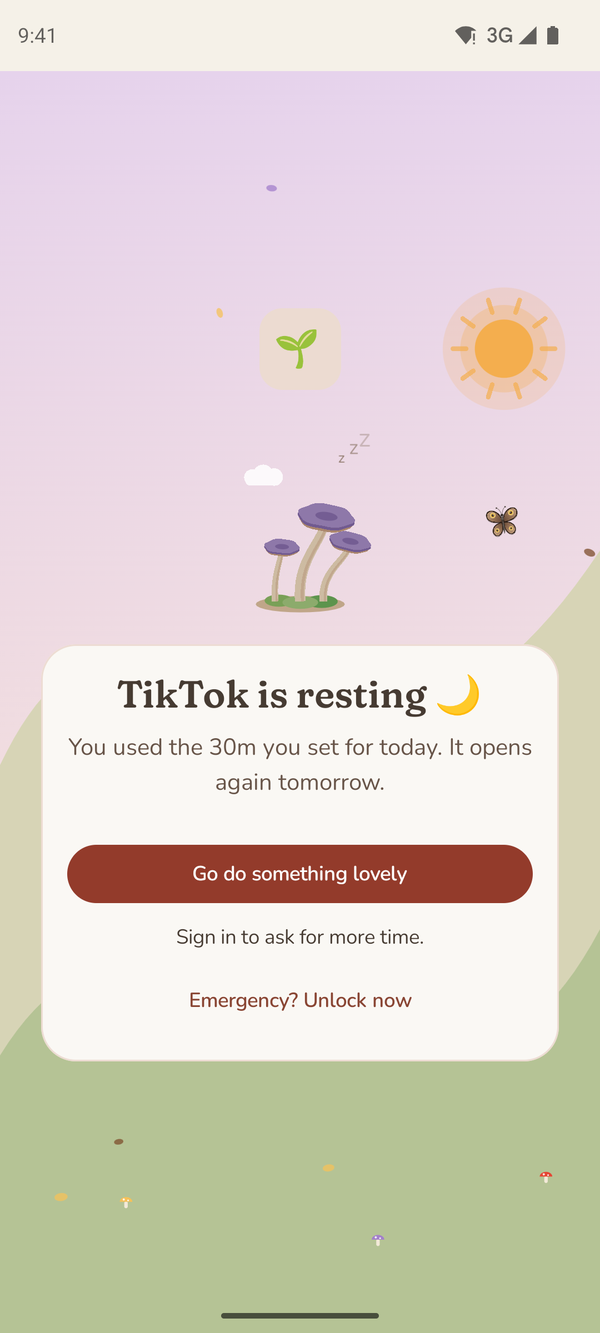 9:41
3G
z z Z
TikTok is resting 🌙
You used the 30m you set for today. It opens
again tomorrow.
Go do something lovely
Sign in to ask for more time.
Emergency? Unlock now